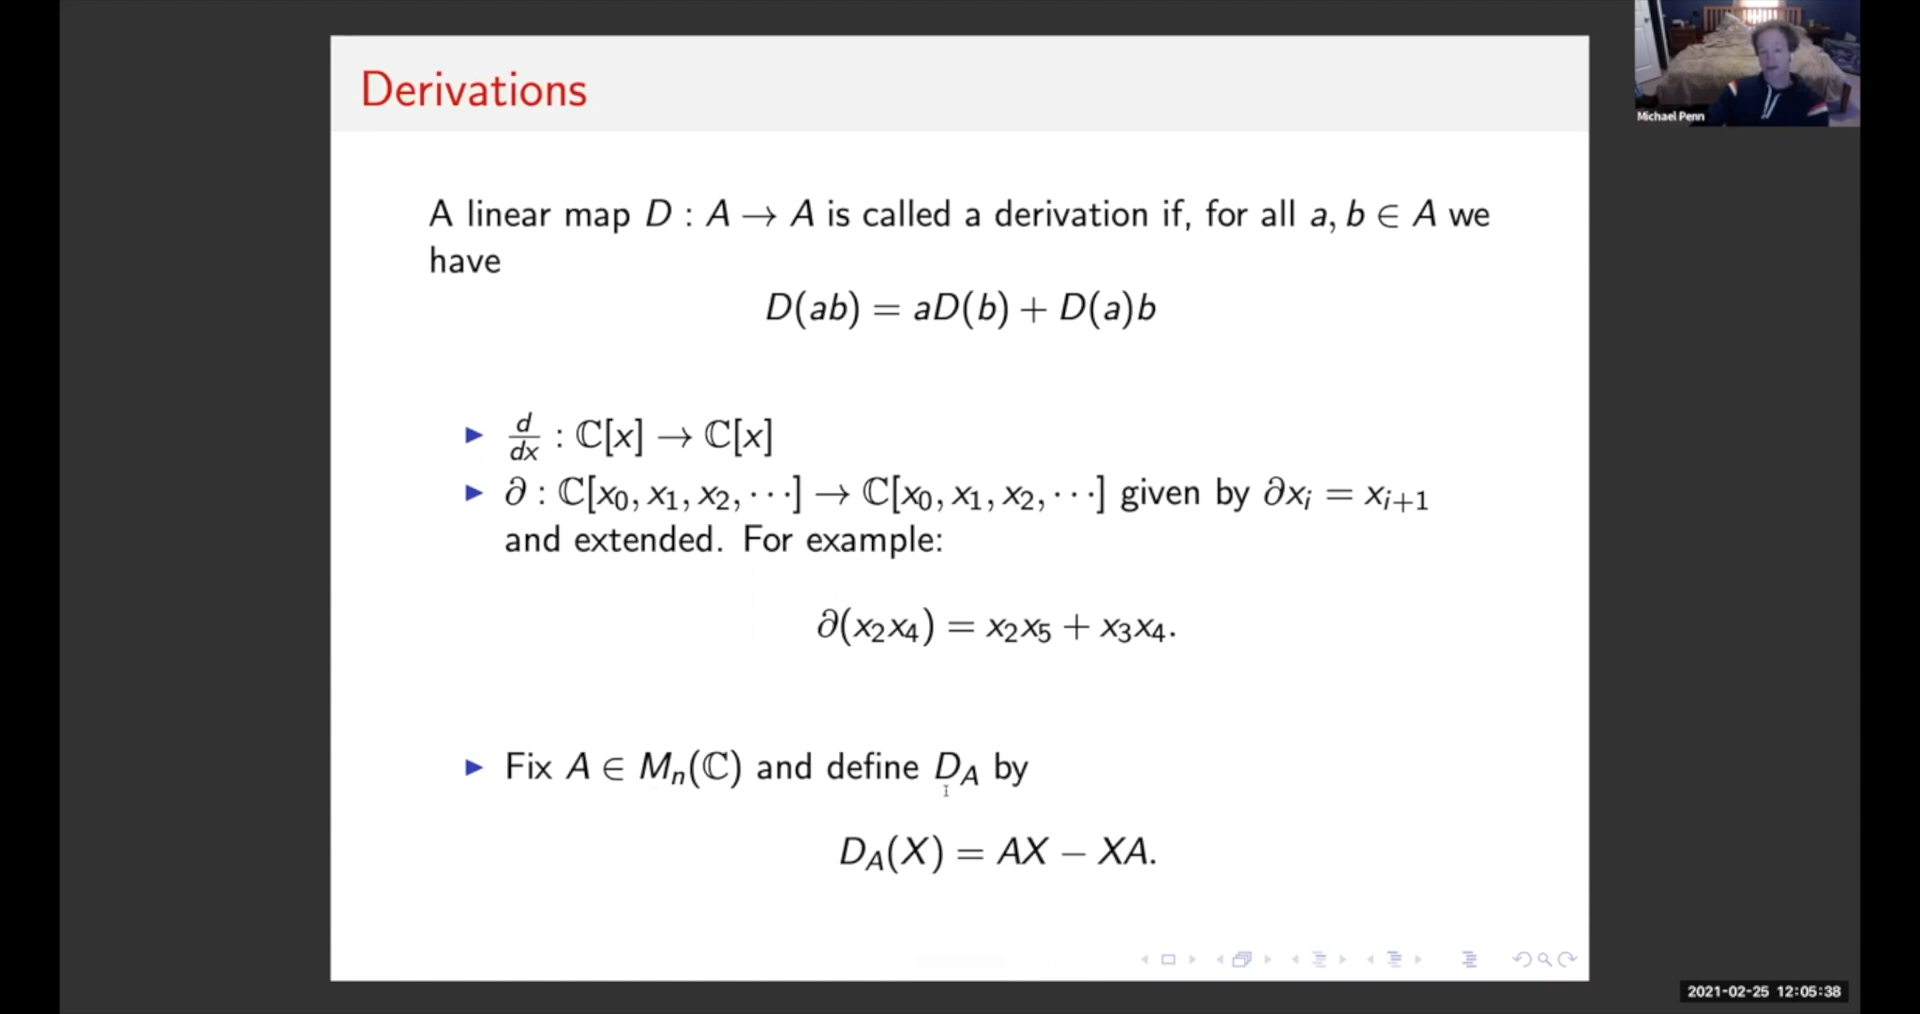 Derivations
Michael Penn
A linear map D : A → A is called a derivation if, for all a, b ∈ A we
have
D(ab) = aD(b) + D(a)b
▶ d/dx : ℂ[x] → ℂ[x]
▶ ∂ : ℂ[x₀, x₁, x₂, ⋯] → ℂ[x₀, x₁, x₂, ⋯] given by ∂xᵢ = xᵢ₊₁
and extended. For example:
∂(x₂x₄) = x₂x₅ + x₃x₄.
▶ Fix A ∈ Mₙ(ℂ) and define D_A by
D_A(X) = AX − XA.
2021-02-25 12:05:38